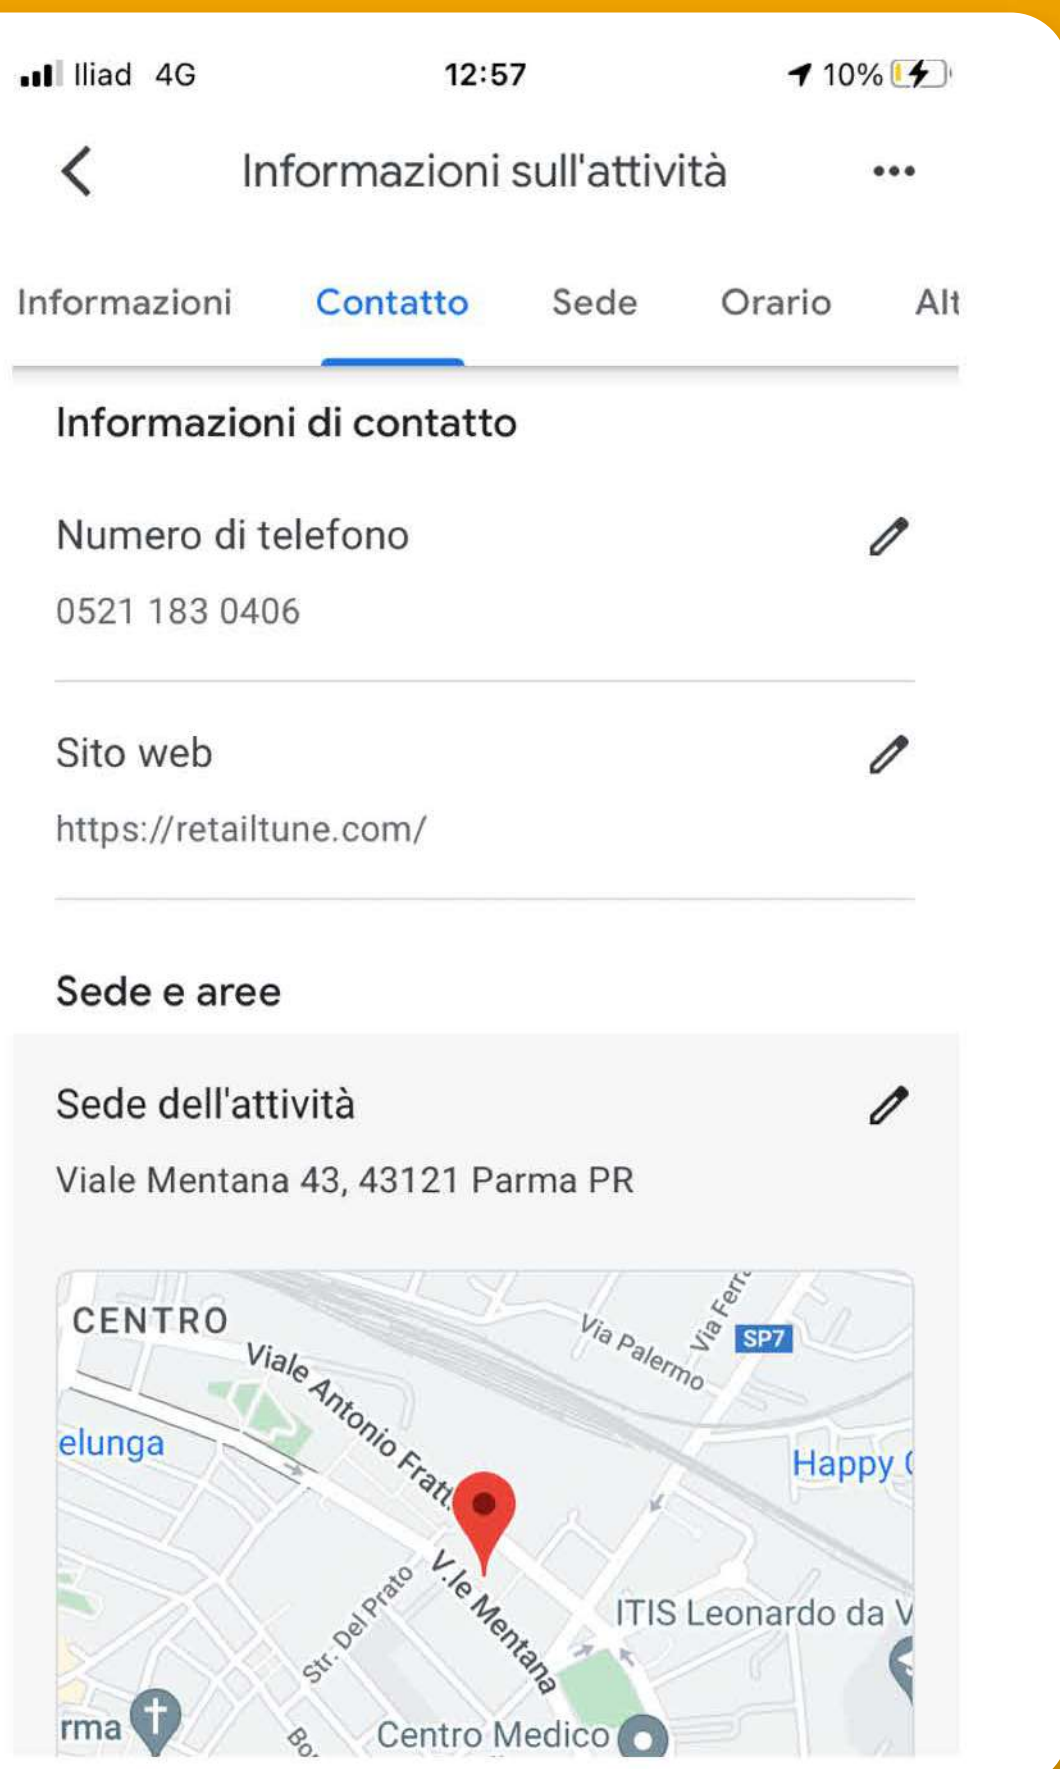 Iliad 4G 12:57 10%
Informazioni sull'attività
Informazioni Contatto Sede Orario Alt
Informazioni di contatto
Numero di telefono
0521 183 0406
Sito web
https://retailtune.com/
Sede e aree
Sede dell'attività
Viale Mentana 43, 43121 Parma PR
CENTRO
Via Palermo
Via Ferra
SP7
Viale Antonio Fratti
elunga
Happy
V.le Mentana
Str. Del Prato
ITIS Leonardo da V
rma
Bo
Centro Medico